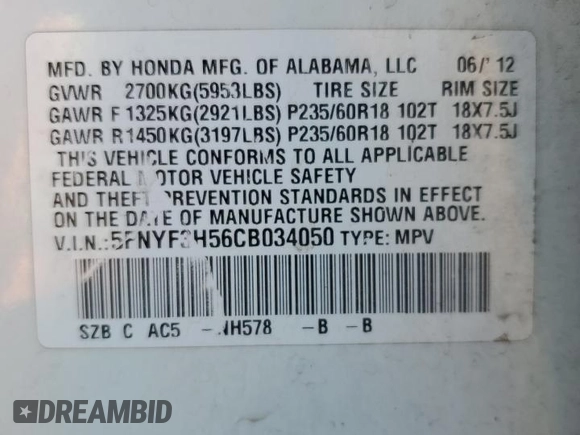 MFD. BY HONDA MFG. OF ALABAMA, LLC 06/'12
GVWR 2700KG(5953LBS) TIRE SIZE RIM SIZE
GAWR F 1325KG(2921LBS) P235/60R18 102T 18X7.5J
GAWR R1450KG(3197LBS) P235/60R18 102T 18X7.5J
THIS VEHICLE CONFORMS TO ALL APPLICABLE
FEDERAL MOTOR VEHICLE SAFETY
AND THEFT PREVENTION STANDARDS IN EFFECT
ON THE DATE OF MANUFACTURE SHOWN ABOVE.
V.I.N.: TYPE: MPV
SZB C AC5 -NH578 -B -B
DREAMBID